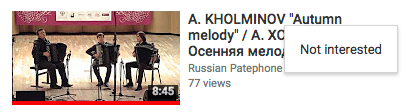 A. KHOLMINOV "Autumn
melody" / А. ХО
Осенняя мелод
Russian Patephone
77 views
Not interested
8:45